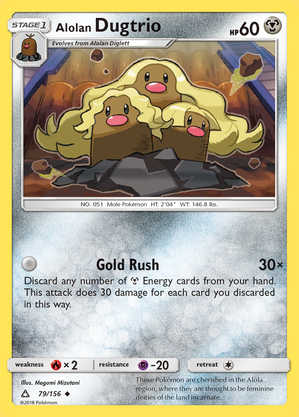 STAGE 1
Alolan Dugtrio
HP60
Evolves from Alolan Diglett
NO. 051 Mole Pokémon HT: 2'04" WT: 146.8 lbs.
Gold Rush 30×
Discard any number of Energy cards from your hand.
This attack does 30 damage for each card you discarded
in this way.
weakness ×2 resistance -20 retreat
Illus. Megumi Mizutani
79/156
©2018 Pokémon
These Pokémon are cherished in the Alola
region, where they are thought to be feminine
deities of the land incarnate.